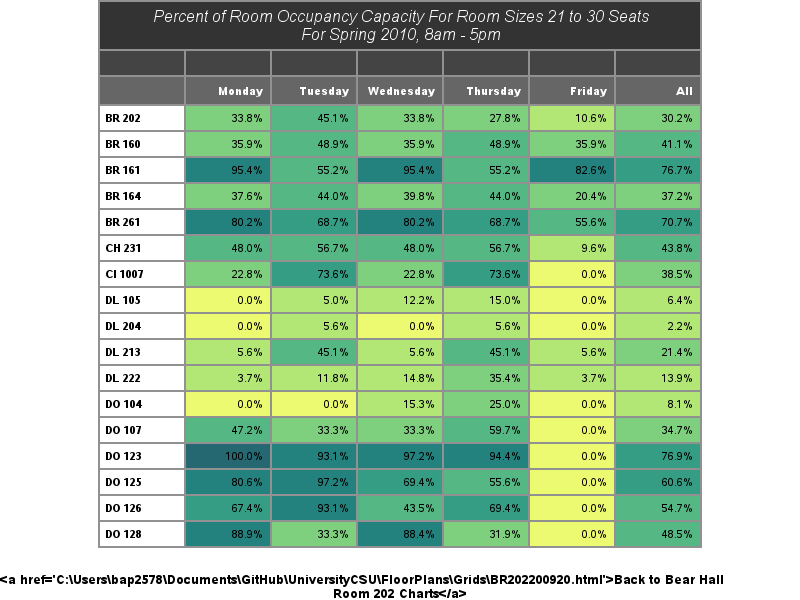 Percent of Room Occupancy Capacity For Room Sizes 21 to 30 Seats
For Spring 2010, 8am - 5pm
Monday Tuesday Wednesday Thursday Friday All
BR 202 33.8% 45.1% 33.8% 27.8% 10.6% 30.2%
BR 160 35.9% 48.9% 35.9% 48.9% 35.9% 41.1%
BR 161 95.4% 55.2% 95.4% 55.2% 82.6% 76.7%
BR 164 37.6% 44.0% 39.8% 44.0% 20.4% 37.2%
BR 261 80.2% 68.7% 80.2% 68.7% 55.6% 70.7%
CH 231 48.0% 56.7% 48.0% 56.7% 9.6% 43.8%
CI 1007 22.8% 73.6% 22.8% 73.6% 0.0% 38.5%
DL 105 0.0% 5.0% 12.2% 15.0% 0.0% 6.4%
DL 204 0.0% 5.6% 0.0% 5.6% 0.0% 2.2%
DL 213 5.6% 45.1% 5.6% 45.1% 5.6% 21.4%
DL 222 3.7% 11.8% 14.8% 35.4% 3.7% 13.9%
DO 104 0.0% 0.0% 15.3% 25.0% 0.0% 8.1%
DO 107 47.2% 33.3% 33.3% 59.7% 0.0% 34.7%
DO 123 100.0% 93.1% 97.2% 94.4% 0.0% 76.9%
DO 125 80.6% 97.2% 69.4% 55.6% 0.0% 60.6%
DO 126 67.4% 93.1% 43.5% 69.4% 0.0% 54.7%
DO 128 88.9% 33.3% 88.4% 31.9% 0.0% 48.5%
<a href='C:\Users\bap2578\Documents\GitHub\UniversityCSU\FloorPlans\Grids\BR202200920.html'>Back to Bear Hall
Room 202 Charts</a>